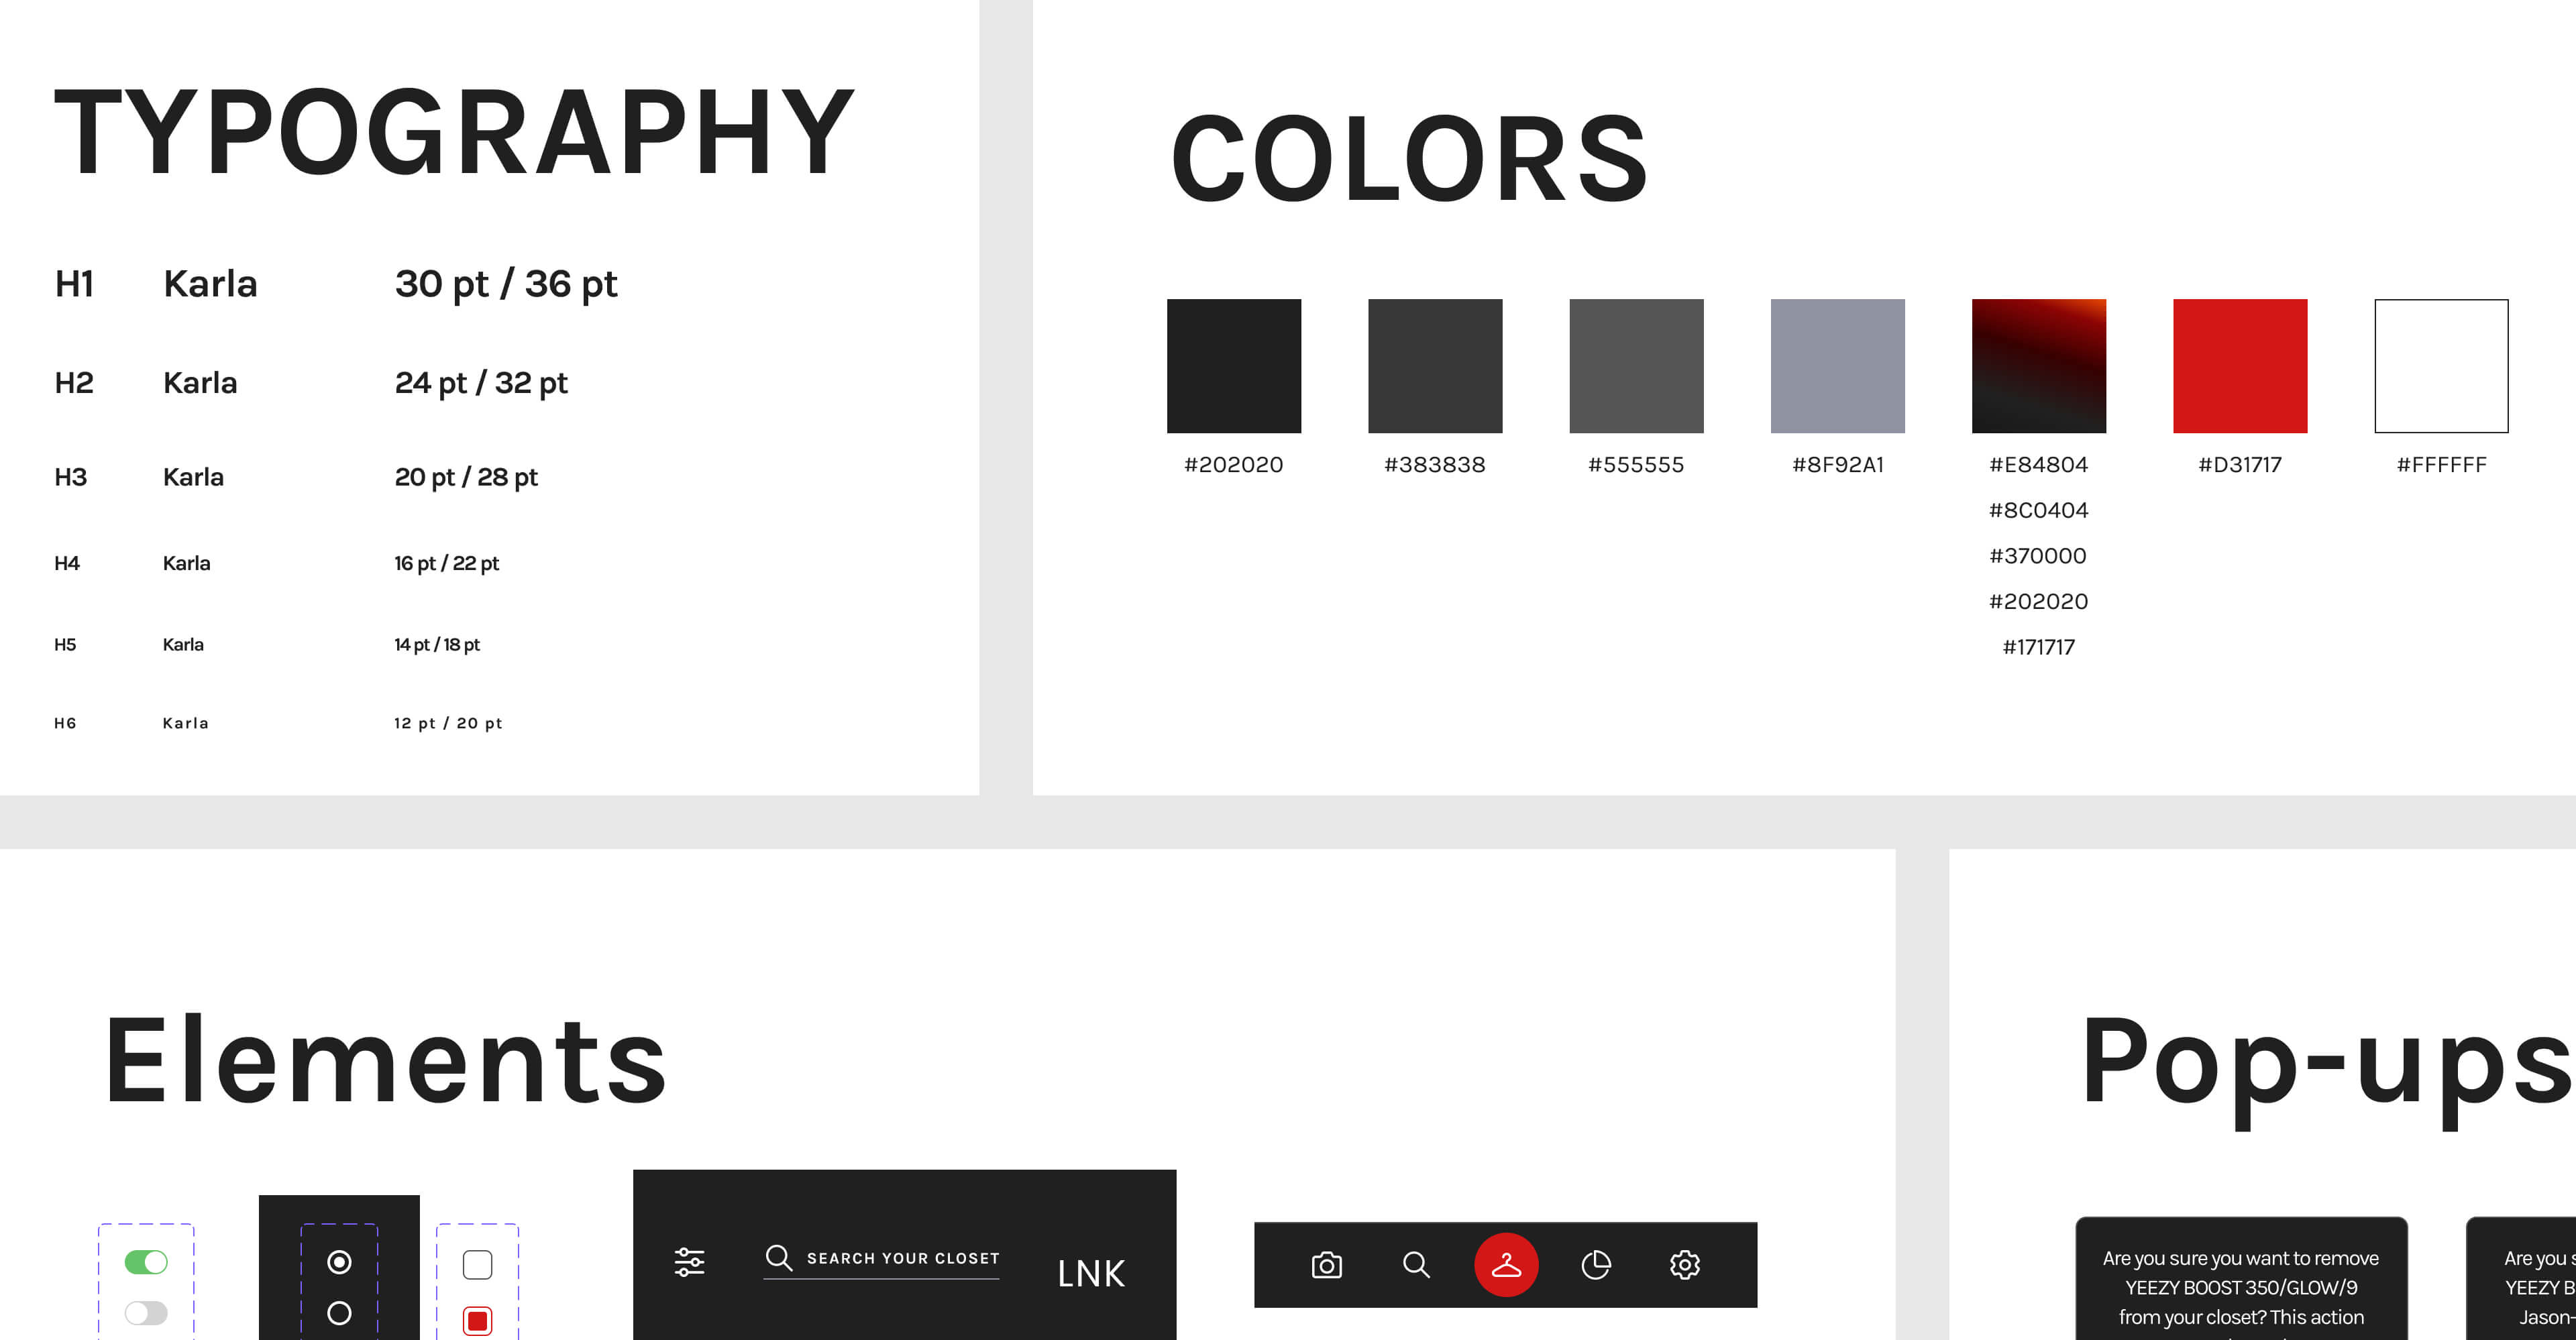 TYPOGRAPHY
H1 Karla 30 pt / 36 pt
H2 Karla 24 pt / 32 pt
H3 Karla 20 pt / 28 pt
H4 Karla 16 pt / 22 pt
H5 Karla 14 pt / 18 pt
H6 Karla 12 pt / 20 pt
COLORS
#202020 #383838 #555555 #8F92A1 #E84804 #D31717 #FFFFFF
#8C0404
#370000
#202020
#171717
Elements
SEARCH YOUR CLOSET
LNK
Pop-ups
Are you sure you want to remove
YEEZY BOOST 350/GLOW/9
from your closet? This action
Are you s
YEEZY B
Jason-